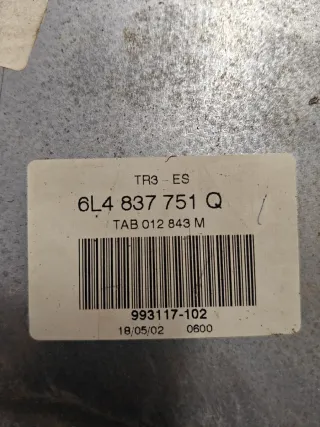 TR3 - ES
6L4 837 751 Q
TAB 012 843 M
993117-102
18/05/02 0600